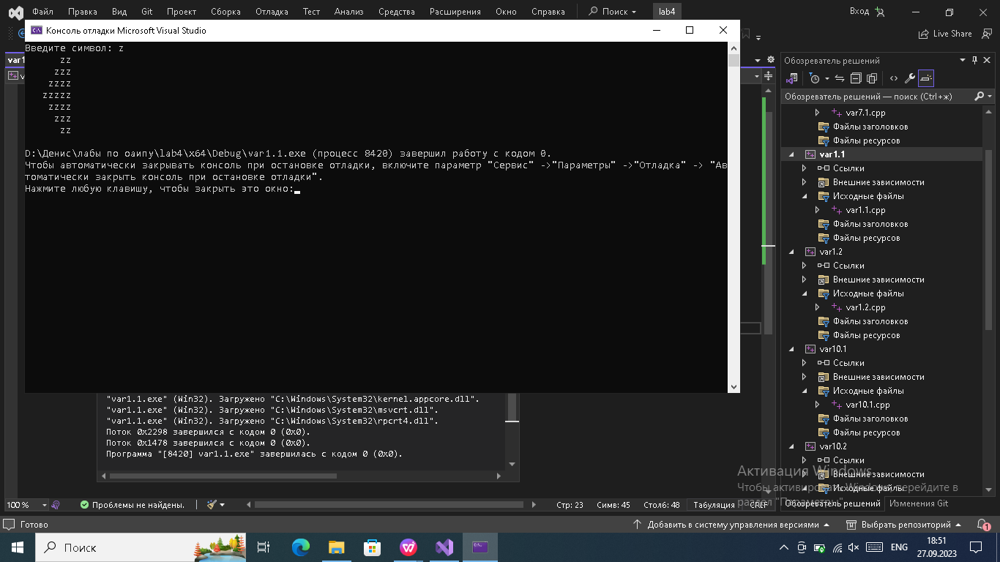 Файл Правка Вид Git Проект Сборка Отладка Тест Анализ Средства Расширения Окно Справка Поиск lab4 Вход
Live Share
Консоль отладки Microsoft Visual Studio
Введите символ: z
zz
zzz
zzzz
zzzzz
zzzz
zzz
zz
D:\Денис\лабы по оаипу\lab4\x64\Debug\var1.1.exe (процесс 8420) завершил работу с кодом 0.
Чтобы автоматически закрывать консоль при остановке отладки, включите параметр "Сервис" ->"Параметры" ->"Отладка" -> "Ав
томатически закрыть консоль при остановке отладки".
Нажмите любую клавишу, чтобы закрыть это окно:
"var1.1.exe" (Win32). Загружено "C:\Windows\System32\kernel.appcore.dll".
"var1.1.exe" (Win32). Загружено "C:\Windows\System32\msvcrt.dll".
"var1.1.exe" (Win32). Загружено "C:\Windows\System32\rpcrt4.dll".
Поток 0x2298 завершился с кодом 0 (0x0).
Поток 0x1478 завершился с кодом 0 (0x0).
Программа "[8420] var1.1.exe" завершилась с кодом 0 (0x0).
Обозреватель решений
Обозреватель решений — поиск (Ctrl+ж)
var7.1.cpp
Файлы заголовков
Файлы ресурсов
var1.1
Ссылки
Внешние зависимости
Исходные файлы
var1.1.cpp
Файлы заголовков
Файлы ресурсов
var1.2
Ссылки
Внешние зависимости
Исходные файлы
var1.2.cpp
Файлы заголовков
Файлы ресурсов
var10.1
Ссылки
Внешние зависимости
Исходные файлы
var10.1.cpp
Файлы заголовков
Файлы ресурсов
var10.2
Ссылки
Внешние зависимости
Исходные файлы
Активация Windows
Чтобы активировать Windows, перейдите в
раздел "Параметры".
Обозреватель решений Изменения Git
100 % Проблемы не найдены. Стр: 23 Симв: 45 Столб: 48 Табуляция CRLF
Готово Добавить в систему управления версиями Выбрать репозиторий 1
Поиск ENG 18:51
27.09.2023